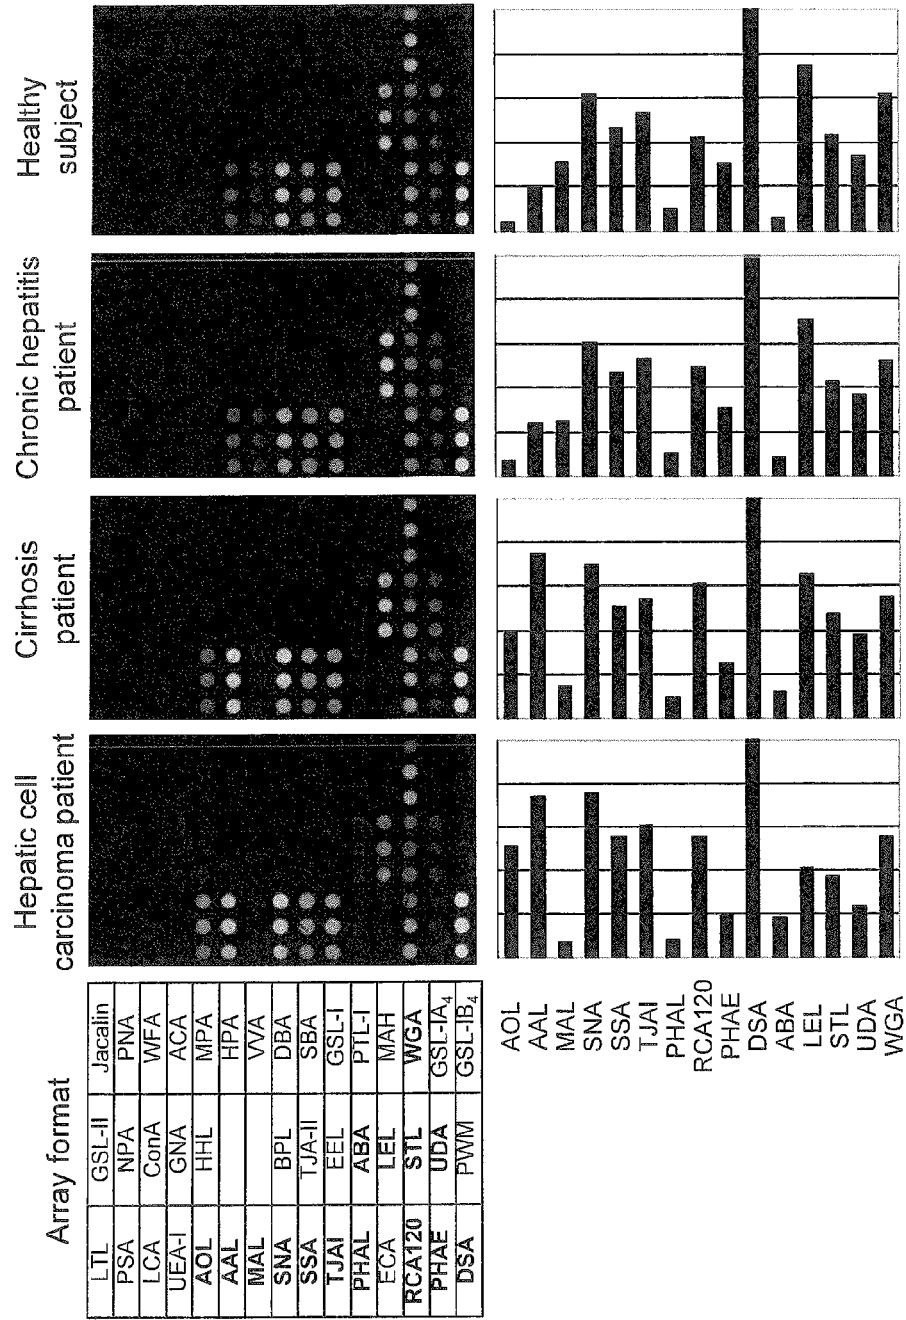 Array format
LTL GSL-II Jacalin
PSA NPA PNA
LCA ConA WFA
UEA-I GNA ACA
AOL HHL MPA
AAL HPA
MAL VVA
SNA BPL DBA
SSA TJA-II SBA
TJAI EEL GSL-I
PHAL ABA PTL-I
ECA LEL MAH
RCA120 STL WGA
PHAE UDA GSL-IA4
DSA PWM GSL-IB4
Hepatic cell
carcinoma patient
Cirrhosis
patient
Chronic hepatitis
patient
Healthy
subject
AOL
AAL
MAL
SNA
SSA
TJAI
PHAL
RCA120
PHAE
DSA
ABA
LEL
STL
UDA
WGA